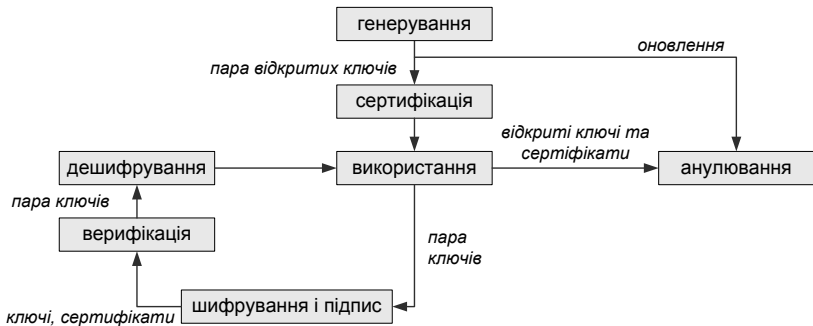 генерування
оновлення
пара відкритих ключів
сертифікація
відкриті ключі та
сертіфікати
дешифрування
використання
анулювання
пара ключів
верифікація
пара
ключів
шифрування і підпис
ключі, сертифікати